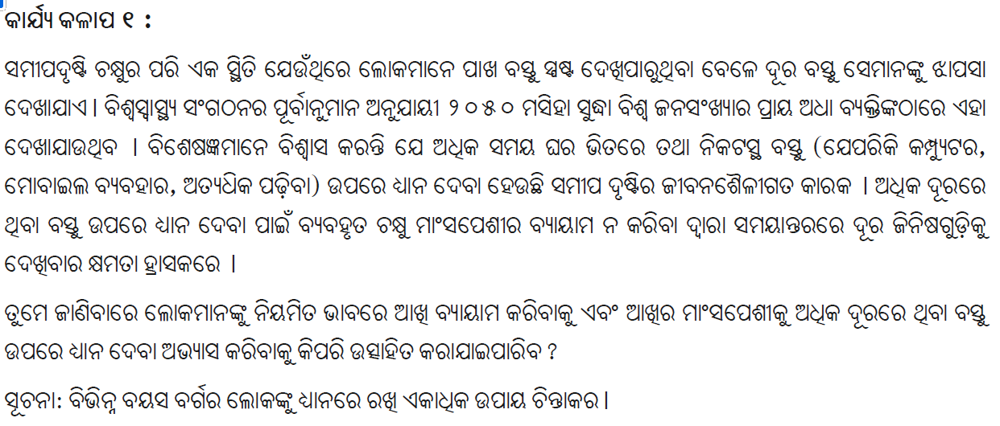 କାର୍ଯ୍ୟ କଳାପ ୧ :
ସମୀପଦୃଷ୍ଟି ଚକ୍ଷୁର ପରି ଏକ ସ୍ଥିତି ଯେଉଁଥିରେ ଲୋକମାନେ ପାଖ ବସ୍ତୁ ସ୍ପଷ୍ଟ ଦେଖିପାରୁଥିବା ବେଳେ ଦୂର ବସ୍ତୁ ସେମାନଙ୍କୁ ଝାପସା
ଦେଖାଯାଏ। ବିଶ୍ୱସ୍ୱାସ୍ଥ୍ୟ ସଂଗଠନର ପୂର୍ବାନୁମାନ ଅନୁଯାୟୀ ୨୦୫୦ ମସିହା ସୁଦ୍ଧା ବିଶ୍ୱ ଜନସଂଖ୍ୟାର ପ୍ରାୟ ଅଧା ବ୍ୟକ୍ତିଙ୍କଠାରେ ଏହା
ଦେଖାଯାଉଥିବ । ବିଶେଷଜ୍ଞମାନେ ବିଶ୍ୱାସ କରନ୍ତି ଯେ ଅଧିକ ସମୟ ଘର ଭିତରେ ତଥା ନିକଟସ୍ଥ ବସ୍ତୁ (ଯେପରିକି କମ୍ପ୍ୟୁଟର,
ମୋବାଇଲ ବ୍ୟବହାର, ଅତ୍ୟଧିକ ପଢ଼ିବା) ଉପରେ ଧ୍ୟାନ ଦେବା ହେଉଛି ସମୀପ ଦୃଷ୍ଟିର ଜୀବନଶୈଳୀଗତ କାରକ । ଅଧିକ ଦୂରରେ
ଥିବା ବସ୍ତୁ ଉପରେ ଧ୍ୟାନ ଦେବା ପାଇଁ ବ୍ୟବହୃତ ଚକ୍ଷୁ ମାଂସପେଶୀର ବ୍ୟାୟାମ ନ କରିବା ଦ୍ୱାରା ସମୟାନ୍ତରରେ ଦୂର ଜିନିଷଗୁଡ଼ିକୁ
ଦେଖିବାର କ୍ଷମତା ହ୍ରାସକରେ ।
ତୁମେ ଜାଣିବାରେ ଲୋକମାନଙ୍କୁ ନିୟମିତ ଭାବରେ ଆଖି ବ୍ୟାୟାମ କରିବାକୁ ଏବଂ ଆଖିର ମାଂସପେଶୀକୁ ଅଧିକ ଦୂରରେ ଥିବା ବସ୍ତୁ
ଉପରେ ଧ୍ୟାନ ଦେବା ଅଭ୍ୟାସ କରିବାକୁ କିପରି ଉତ୍ସାହିତ କରାଯାଇପାରିବ ?
ସୂଚନା: ବିଭିନ୍ନ ବୟସ ବର୍ଗର ଲୋକଙ୍କୁ ଧ୍ୟାନରେ ରଖି ଏକାଧିକ ଉପାୟ ଚିନ୍ତାକର।